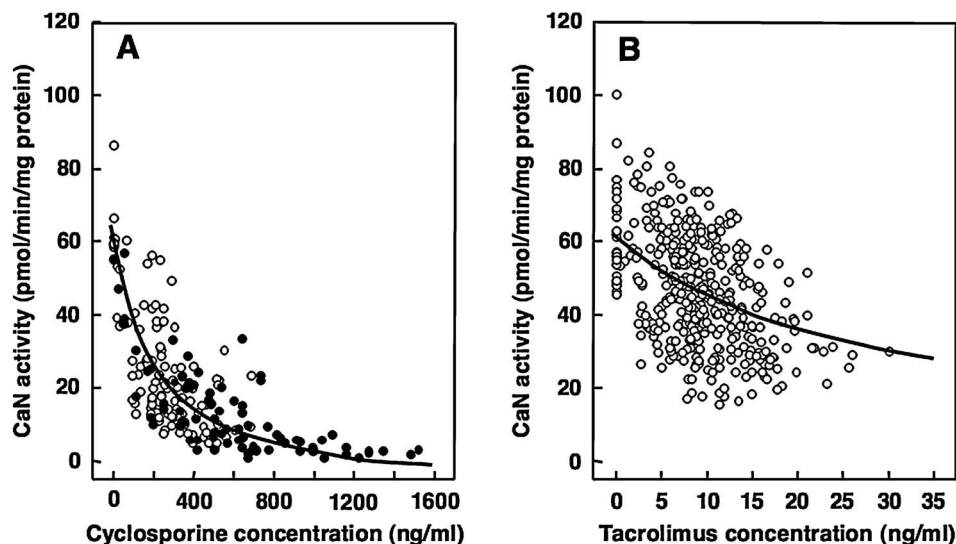 A
CaN activity (pmol/min/mg protein)
120
100
80
60
40
20
0
0 400 800 1200 1600
Cyclosporine concentration (ng/ml)
B
CaN activity (pmol/min/mg protein)
120
100
80
60
40
20
0
0 5 10 15 20 25 30 35
Tacrolimus concentration (ng/ml)